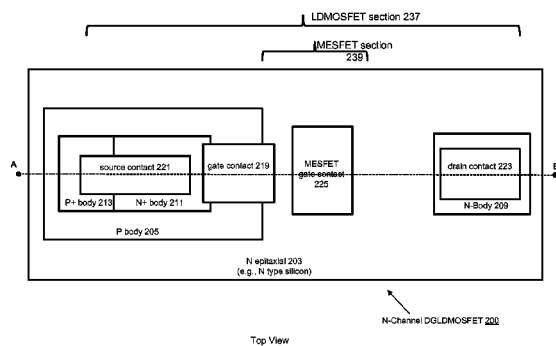 LDMOSFET section 237
MESFET section
239
A
B
source contact 221
gate contact 219
MESFET
gate contact
225
drain contact 223
P+ body 213
N+ body 211
N-Body 209
P body 205
N epitaxial 203
(e.g., N type silicon)
N-Channel DGLDMOSFET 200
Top View